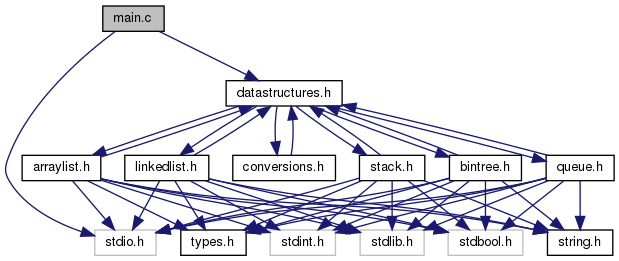 main.c
datastructures.h
arraylist.h
linkedlist.h
conversions.h
stack.h
bintree.h
queue.h
stdio.h
types.h
stdint.h
stdlib.h
stdbool.h
string.h